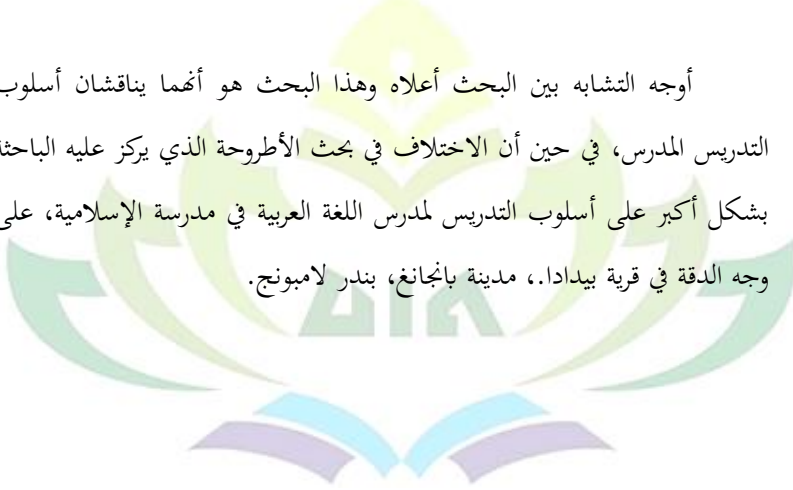 أوجه التشابه بين البحث أعلاه وهذا البحث هو أنهما يناقشان أسلوب
التدريس المدرس، في حين أن الاختلاف في بحث الأطروحة الذي يركز عليه الباحثة
بشكل أكبر على أسلوب التدريس لمدرس اللغة العربية في مدرسة الإسلامية، على
وجه الدقة في قرية بيدادا.، مدينة بانجانغ، بندر لامبونج.